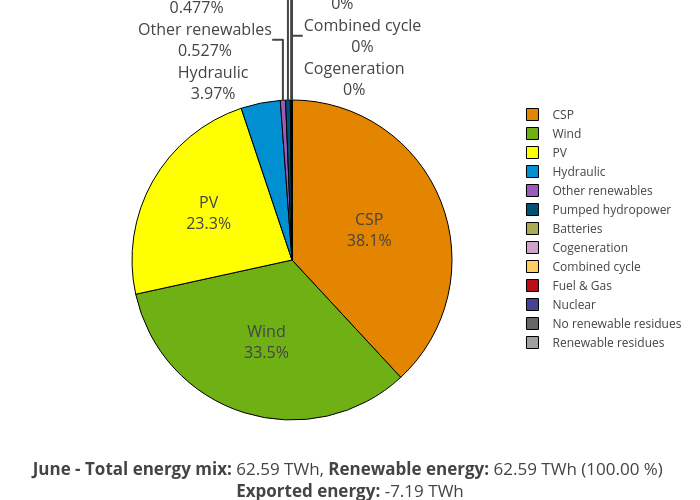 0.477%
0%
Other renewables
0.527%
Combined cycle
0%
Hydraulic
3.97%
Cogeneration
0%
PV
23.3%
CSP
38.1%
Wind
33.5%
CSP
Wind
PV
Hydraulic
Other renewables
Pumped hydropower
Batteries
Cogeneration
Combined cycle
Fuel & Gas
Nuclear
No renewable residues
Renewable residues
June - Total energy mix: 62.59 TWh, Renewable energy: 62.59 TWh (100.00 %)
Exported energy: -7.19 TWh